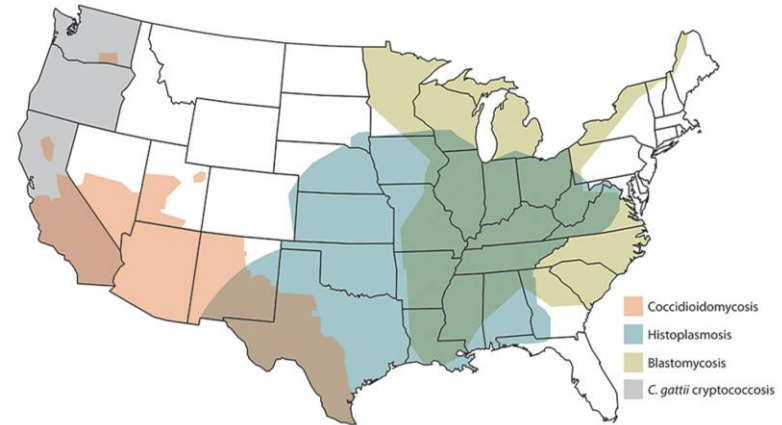 Coccidioidomycosis
Histoplasmosis
Blastomycosis
C. gattii cryptococcosis